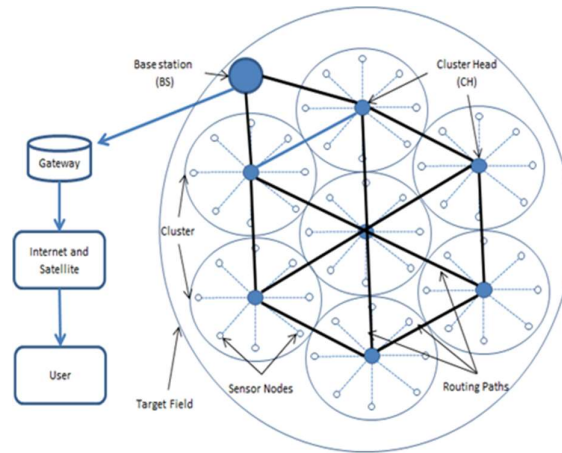 Base station
(BS)
Cluster Head
(CH)
Gateway
Cluster
Internet and
Satellite
User
Target Field
Sensor Nodes
Routing Paths